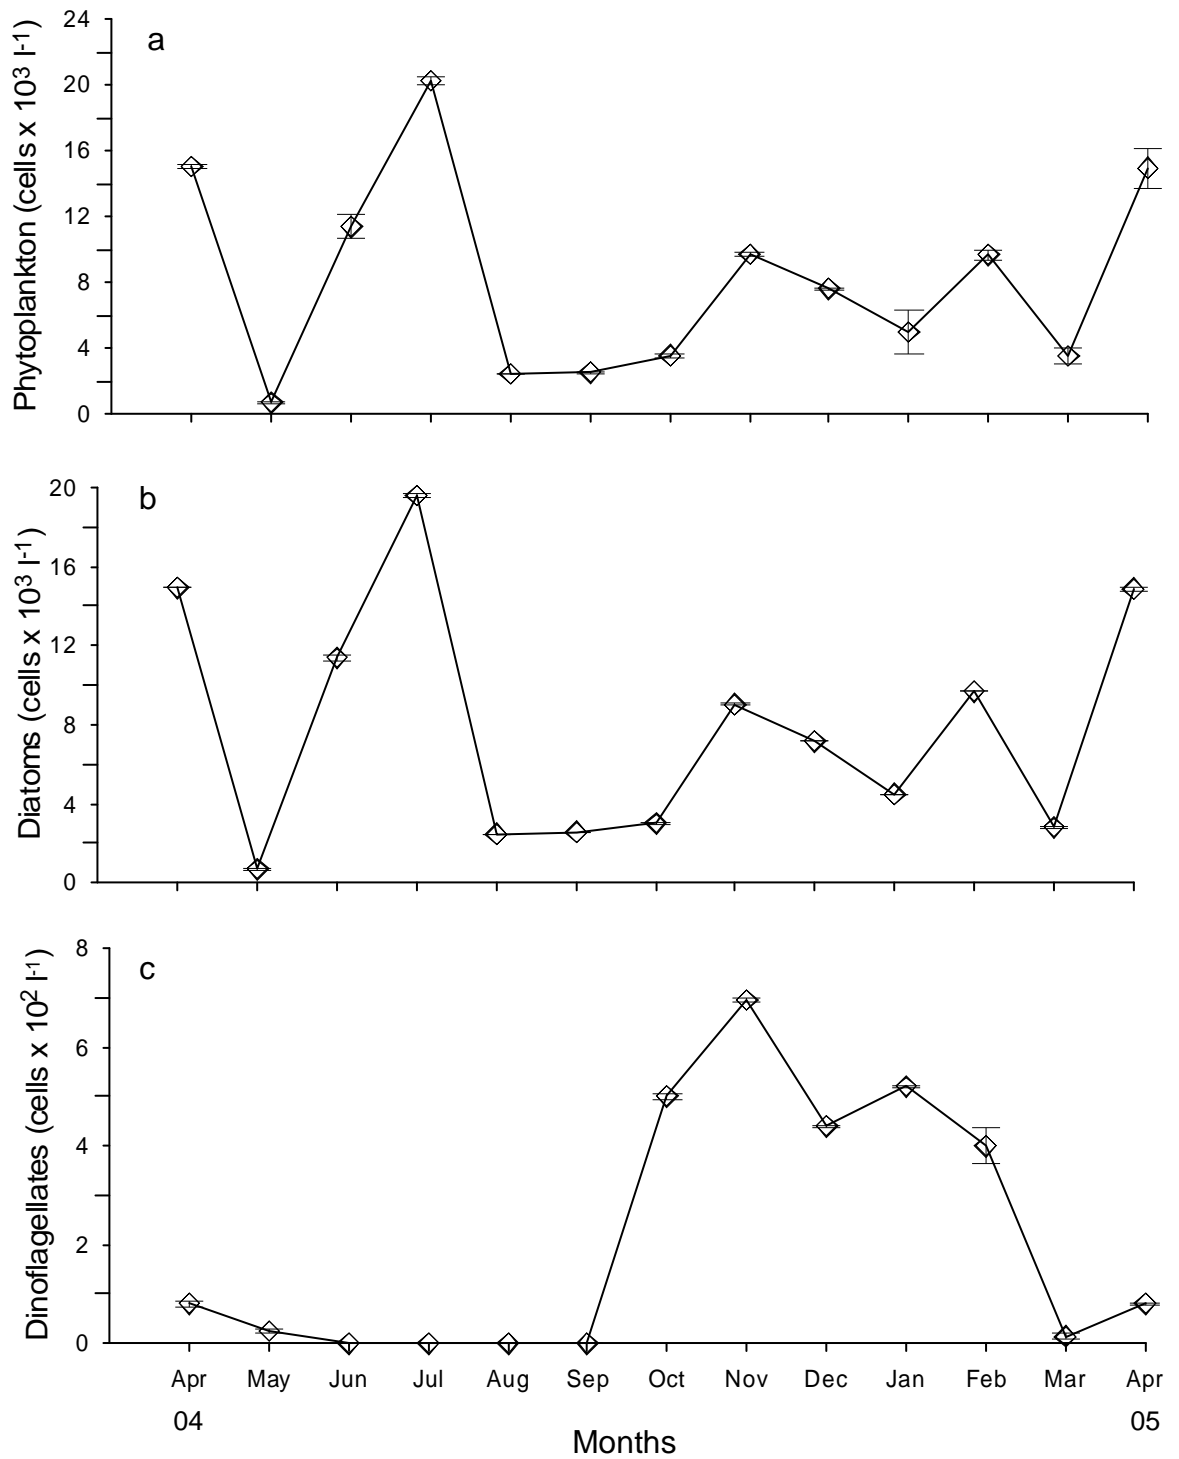 a
Phytoplankton (cells x 10³ l⁻¹)
24
20
16
12
8
4
0
b
Diatoms (cells x 10³ l⁻¹)
20
16
12
8
4
0
c
Dinoflagellates (cells x 10² l⁻¹)
8
6
4
2
0
Apr May Jun Jul Aug Sep Oct Nov Dec Jan Feb Mar Apr
04 05
Months